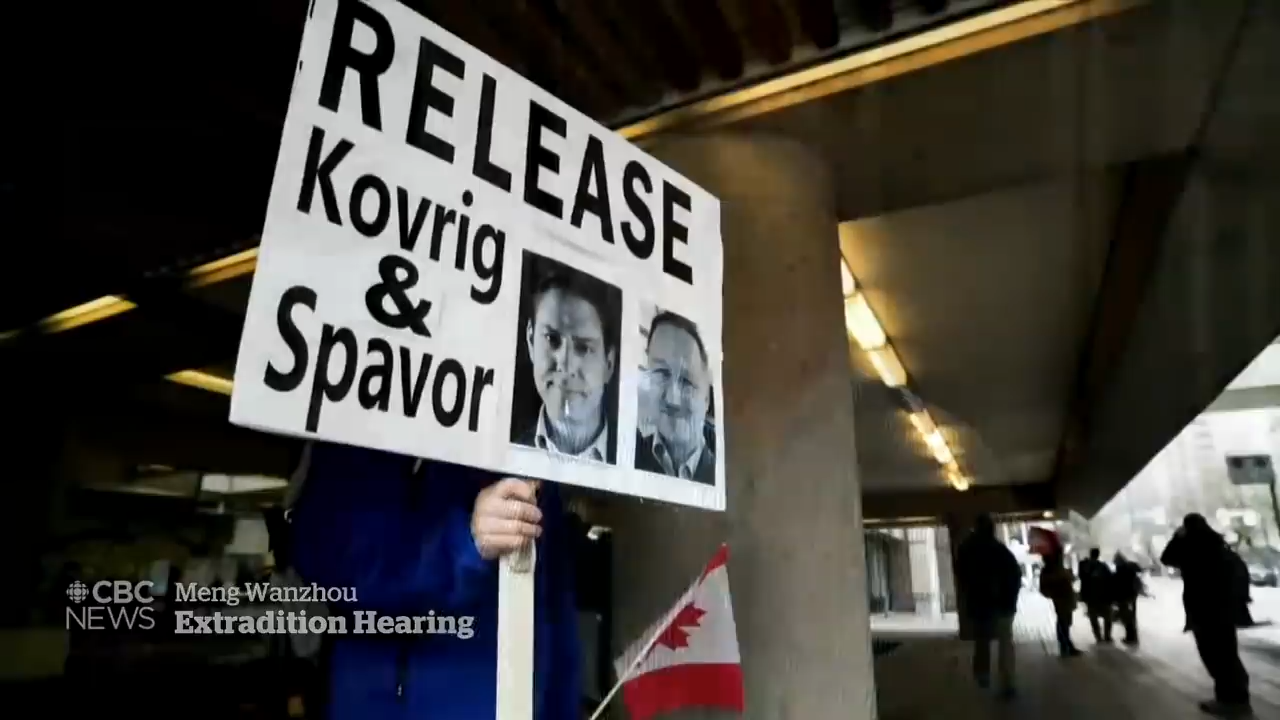 RELEASE
Kovrig
&
Spavor
CBC
NEWS
Meng Wanzhou
Extradition Hearing